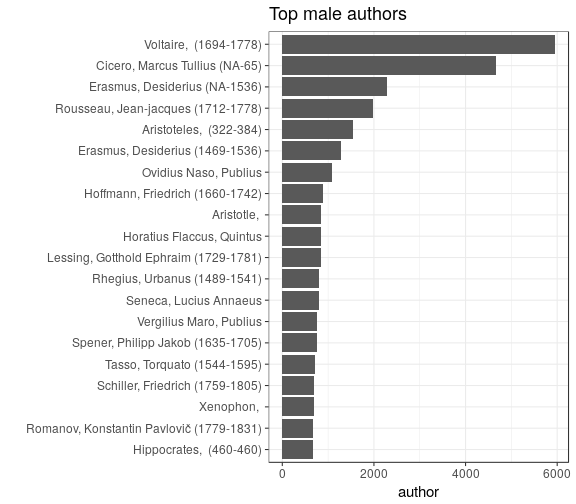 Top male authors
Voltaire,  (1694-1778)
Cicero, Marcus Tullius (NA-65)
Erasmus, Desiderius (NA-1536)
Rousseau, Jean-jacques (1712-1778)
Aristoteles,  (322-384)
Erasmus, Desiderius (1469-1536)
Ovidius Naso, Publius
Hoffmann, Friedrich (1660-1742)
Aristotle,
Horatius Flaccus, Quintus
Lessing, Gotthold Ephraim (1729-1781)
Rhegius, Urbanus (1489-1541)
Seneca, Lucius Annaeus
Vergilius Maro, Publius
Spener, Philipp Jakob (1635-1705)
Tasso, Torquato (1544-1595)
Schiller, Friedrich (1759-1805)
Xenophon,
Romanov, Konstantin Pavlovič (1779-1831)
Hippocrates,  (460-460)
0 2000 4000 6000
author